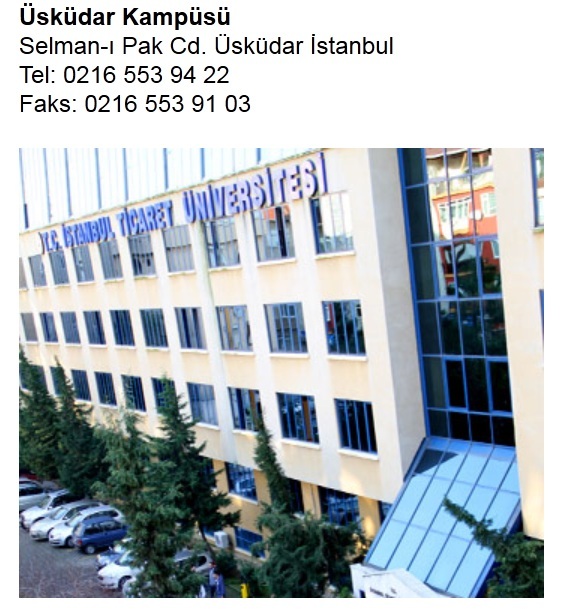 Üsküdar Kampüsü
Selman-ı Pak Cd. Üsküdar İstanbul
Tel: 0216 553 94 22
Faks: 0216 553 91 03
T.C. İSTANBUL TİCARET ÜNİVERSİTESİ